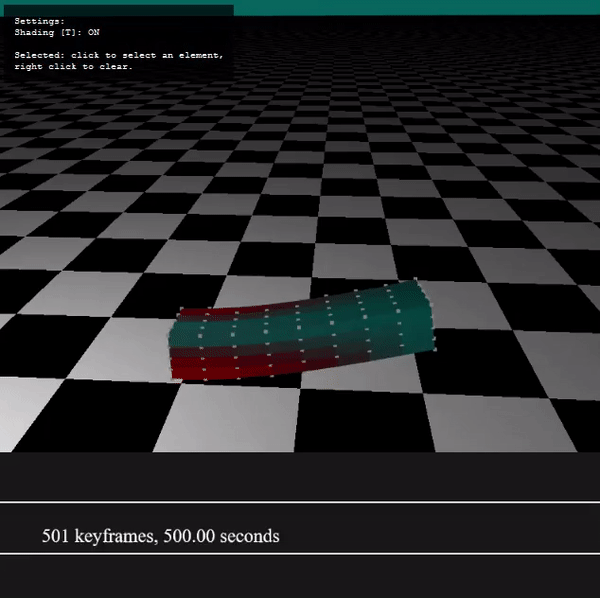 Settings:
Shading [T]: ON
Selected: click to select an element,
right click to clear.
501 keyframes, 500.00 seconds